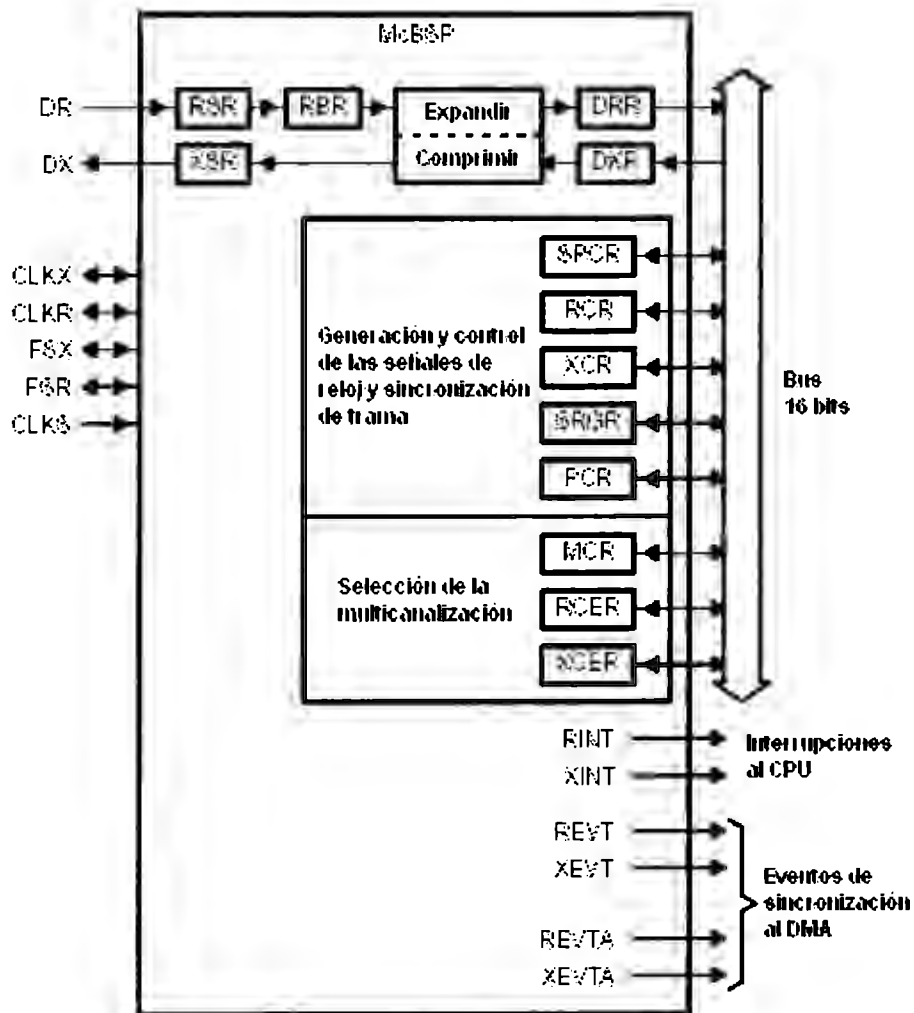 McBSP
DR
RSR
RBR
Expandir
DRR
DX
XSR
Comprimir
DXR
SPCR
CLKX
CLKR
FSX
FSR
CLKS
RCR
Generación y control
de las señales de
reloj y sincronización
de trama
XCR
SRGR
PCR
Bus
16 bits
MCR
Selección de la
multicanalización
RCER
XCER
RINT
XINT
Interrupciones
al CPU
REVT
XEVT
REVTA
XEVTA
Eventos de
sincronización
al DMA